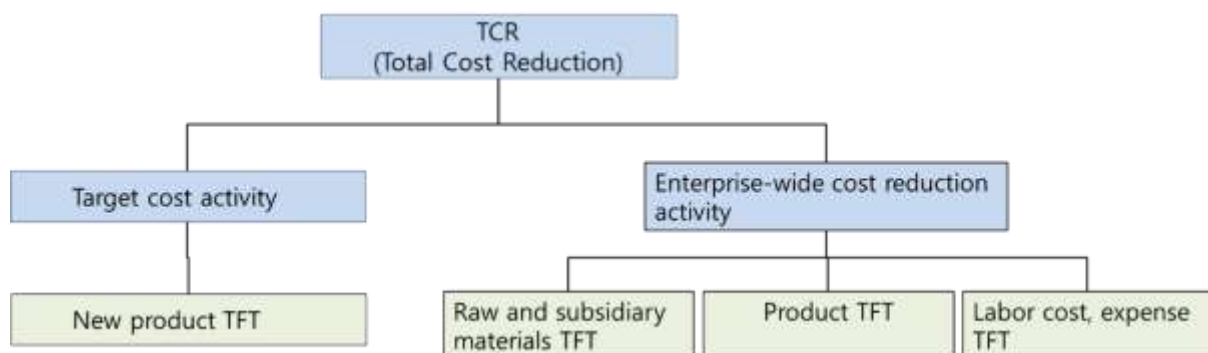 TCR
(Total Cost Reduction)
Target cost activity
Enterprise-wide cost reduction
activity
New product TFT
Raw and subsidiary
materials TFT
Product TFT
Labor cost, expense
TFT